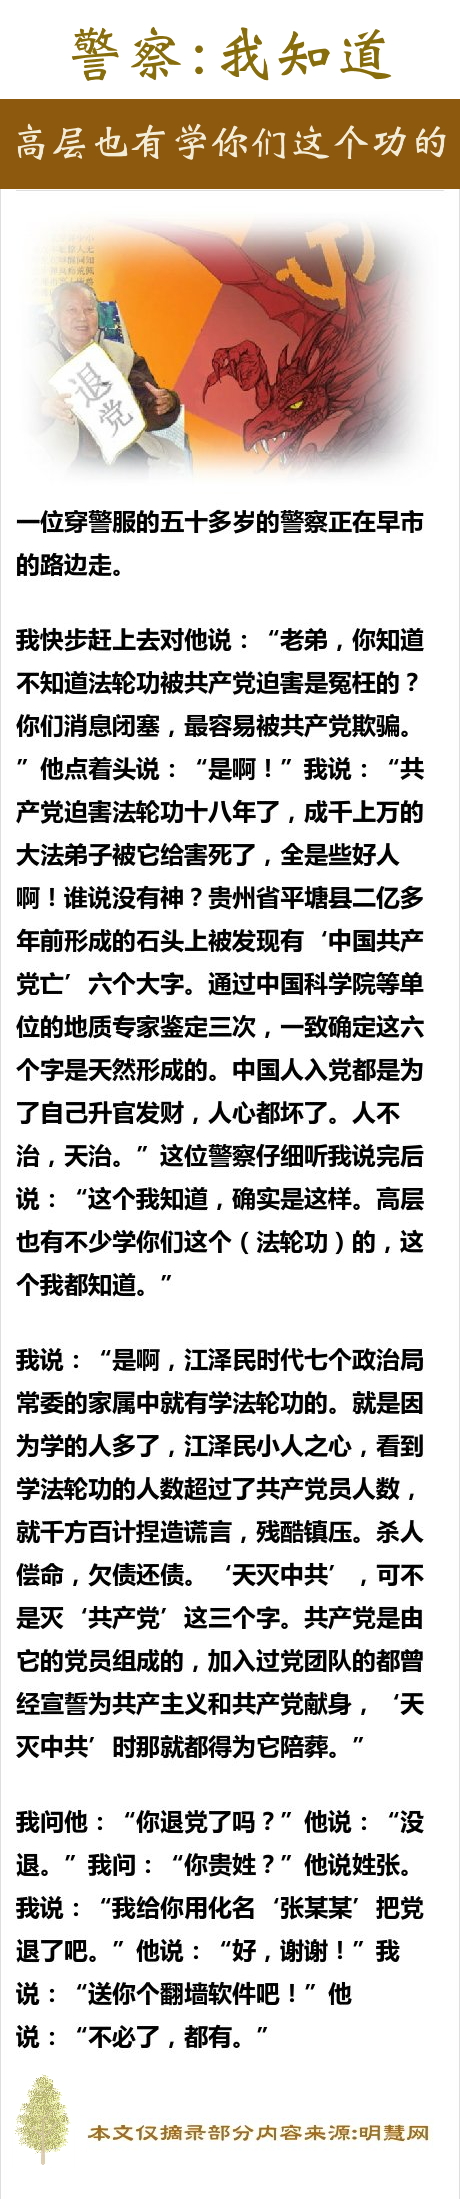 警察:我知道
高层也有学你们这个功的
退党
一位穿警服的五十多岁的警察正在早市
的路边走。
我快步赶上去对他说：“老弟，你知道
不知道法轮功被共产党迫害是冤枉的？
你们消息闭塞，最容易被共产党欺骗。
”他点着头说：“是啊！”我说：“共
产党迫害法轮功十八年了，成千上万的
大法弟子被它给害死了，全是些好人
啊！谁说没有神？贵州省平塘县二亿多
年前形成的石头上被发现有‘中国共产
党亡’六个大字。通过中国科学院等单
位的地质专家鉴定三次，一致确定这六
个字是天然形成的。中国人入党都是为
了自己升官发财，人心都坏了。人不
治，天治。”这位警察仔细听我说完后
说：“这个我知道，确实是这样。高层
也有不少学你们这个（法轮功）的，这
个我都知道。”
我说：“是啊，江泽民时代七个政治局
常委的家属中就有学法轮功的。就是因
为学的人多了，江泽民小人之心，看到
学法轮功的人数超过了共产党员人数，
就千方百计捏造谎言，残酷镇压。杀人
偿命，欠债还债。‘天灭中共’，可不
是灭‘共产党’这三个字。共产党是由
它的党员组成的，加入过党团队的都曾
经宣誓为共产主义和共产党献身，‘天
灭中共’时那就都得为它陪葬。”
我问他：“你退党了吗？”他说：“没
退。”我问：“你贵姓？”他说姓张。
我说：“我给你用化名‘张某某’把党
退了吧。”他说：“好，谢谢！”我
说：“送你个翻墙软件吧！”他
说：“不必了，都有。”
本文仅摘录部分内容来源:明慧网